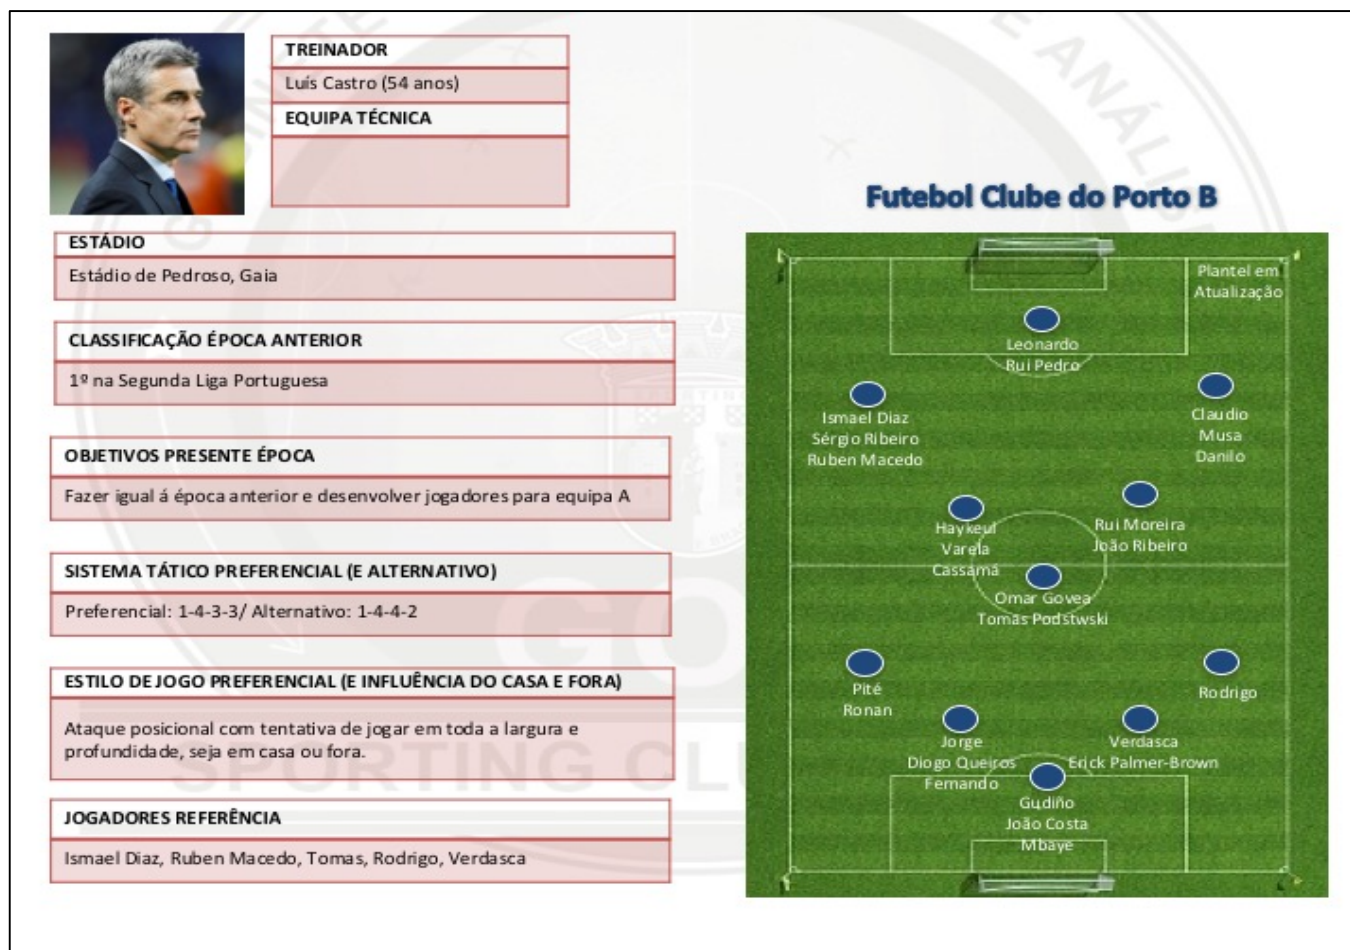 TREINADOR
Luís Castro (54 anos)
EQUIPA TÉCNICA
ESTÁDIO
Estádio de Pedroso, Gaia
CLASSIFICAÇÃO ÉPOCA ANTERIOR
1º na Segunda Liga Portuguesa
OBJETIVOS PRESENTE ÉPOCA
Fazer igual á época anterior e desenvolver jogadores para equipa A
SISTEMA TÁTICO PREFERENCIAL (E ALTERNATIVO)
Preferencial: 1-4-3-3/ Alternativo: 1-4-4-2
ESTILO DE JOGO PREFERENCIAL (E INFLUÊNCIA DO CASA E FORA)
Ataque posicional com tentativa de jogar em toda a largura e
profundidade, seja em casa ou fora.
JOGADORES REFERÊNCIA
Ismael Diaz, Ruben Macedo, Tomas, Rodrigo, Verdasca
Futebol Clube do Porto B
Plantel em
Atualização
Leonardo
Rui Pedro
Ismael Diaz
Sérgio Ribeiro
Ruben Macedo
Claudio
Musa
Danilo
Haykeul
Varela
Cassamá
Rui Moreira
João Ribeiro
Omar Govea
Tomas Podstwski
Pité
Ronan
Rodrigo
Jorge
Diogo Queiros
Fernando
Verdasca
Erick Palmer-Brown
Gudiño
João Costa
Mbaye
SPORTING CLU